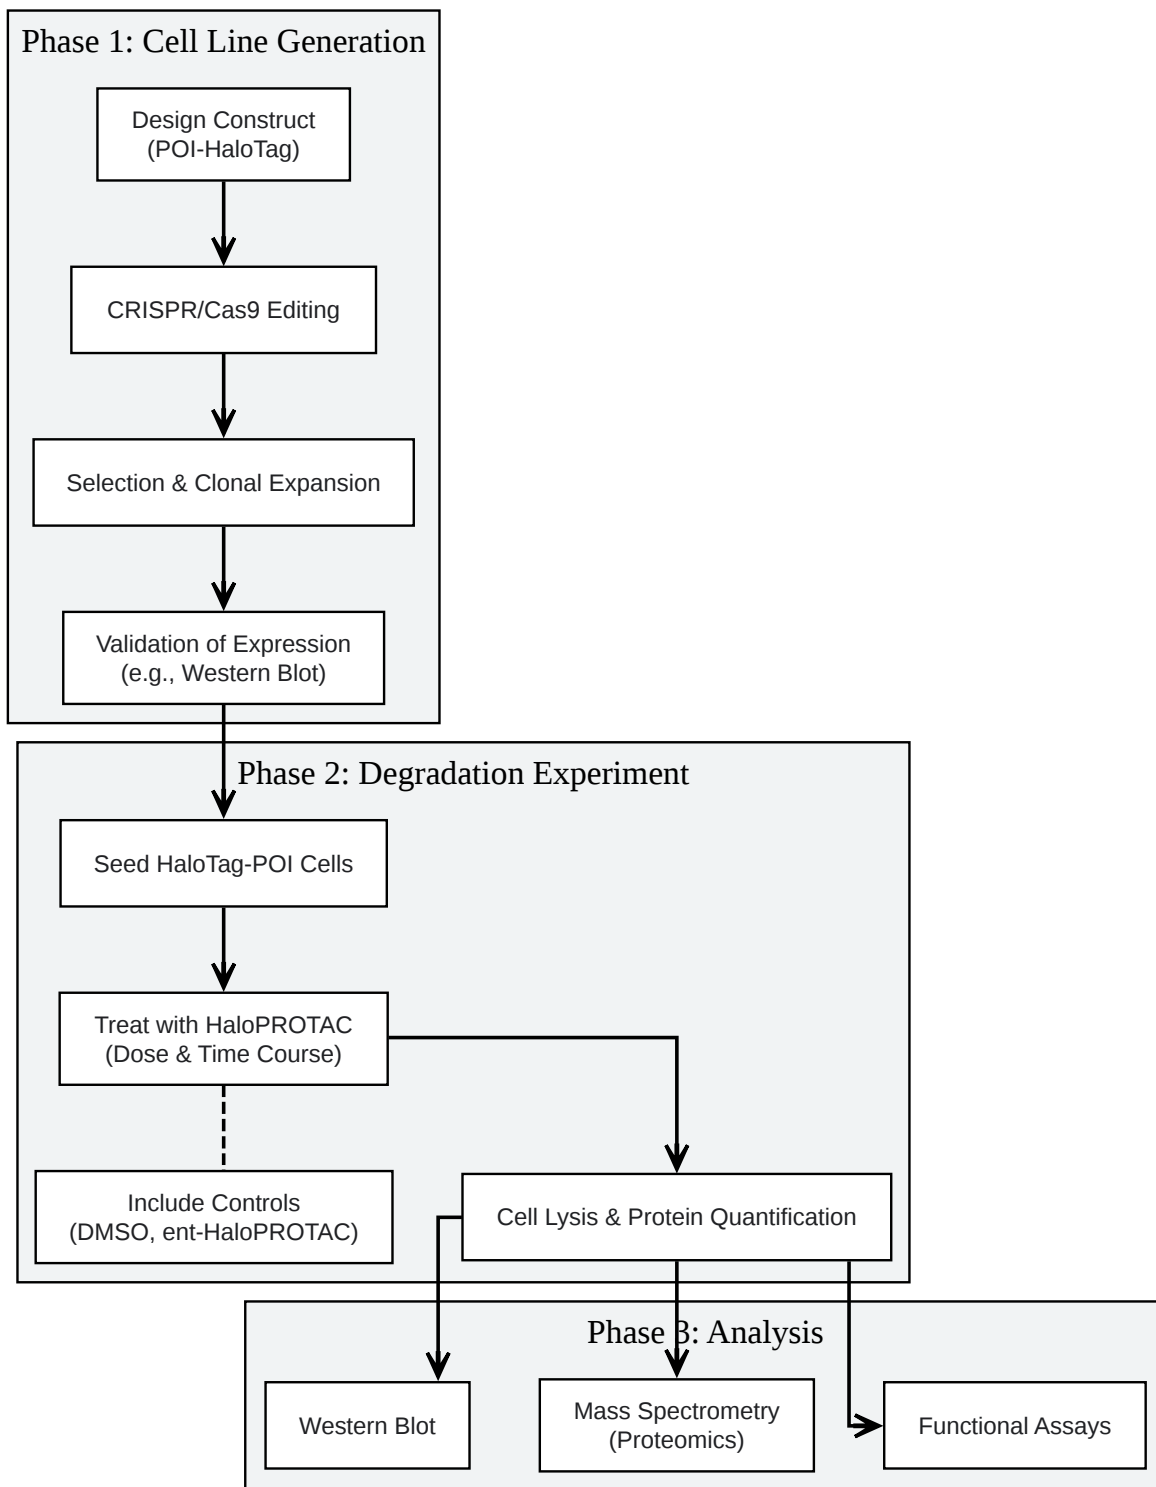 Phase 1: Cell Line Generation
Design Construct
(POI-HaloTag)
CRISPR/Cas9 Editing
Selection & Clonal Expansion
Validation of Expression
(e.g., Western Blot)
Phase 2: Degradation Experiment
Seed HaloTag-POI Cells
Treat with HaloPROTAC
(Dose & Time Course)
Include Controls
(DMSO, ent-HaloPROTAC)
Cell Lysis & Protein Quantification
Phase 3: Analysis
Western Blot
Mass Spectrometry
(Proteomics)
Functional Assays